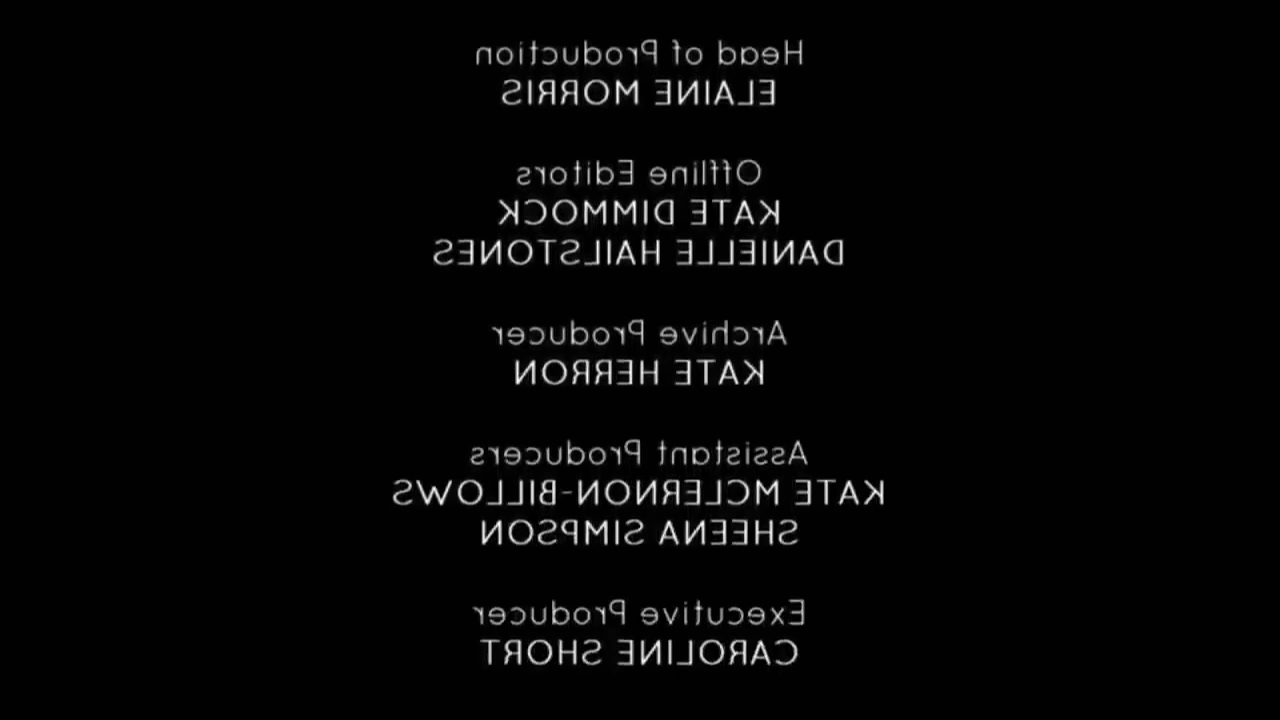 Head of Production
ELAINE MORRIS
Offline Editors
KATE DIMMOCK
DANIELLE HAILSTONES
Archive Producer
KATE HERRON
Assistant Producers
KATE MCLERNON-BILLOWS
SHEENA SIMPSON
Executive Producer
CAROLINE SHORT